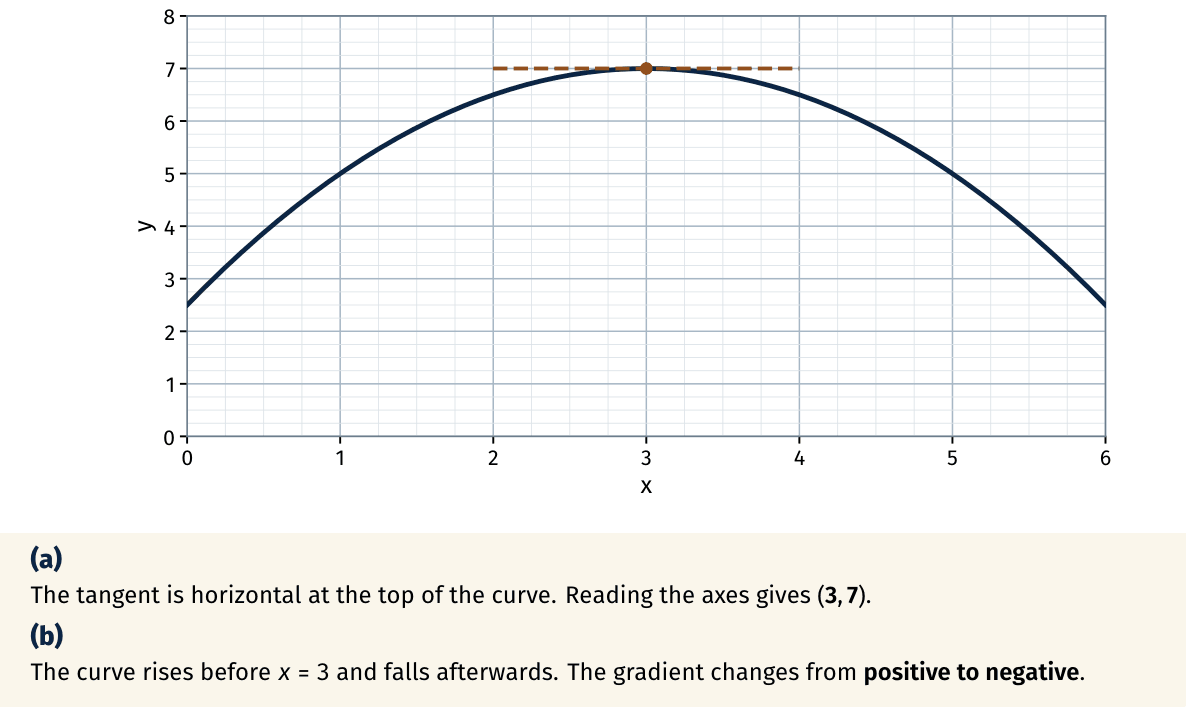 8
7
6
5
4
3
2
1
0
y
0 1 2 3 4 5 6
x
(a)
The tangent is horizontal at the top of the curve. Reading the axes gives (3, 7).
(b)
The curve rises before x = 3 and falls afterwards. The gradient changes from positive to negative.